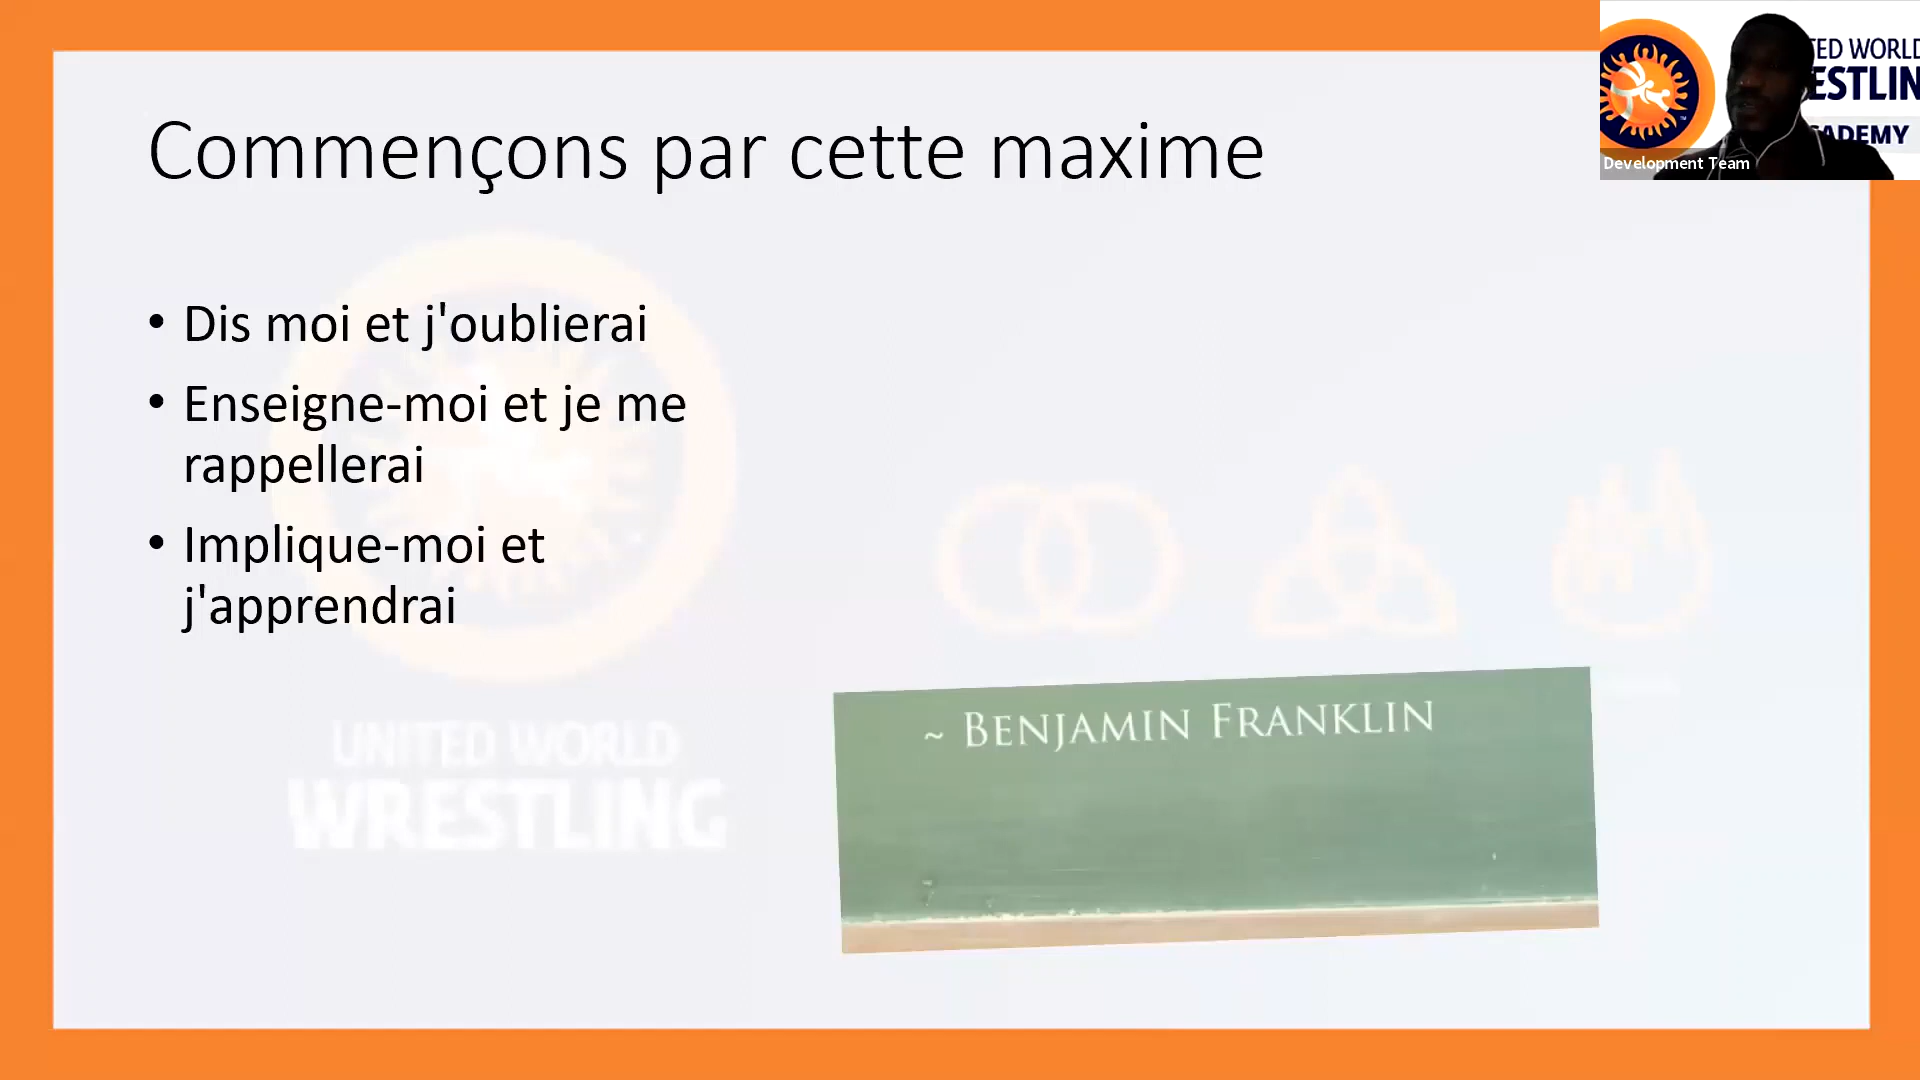 Commençons par cette maxime
• Dis moi et j'oublierai
• Enseigne-moi et je me
rappellerai
• Implique-moi et
j'apprendrai
~ BENJAMIN FRANKLIN
UNITED WORLD
WRESTLING
TED WORLD
ESTLIN
ADEMY
Development Team